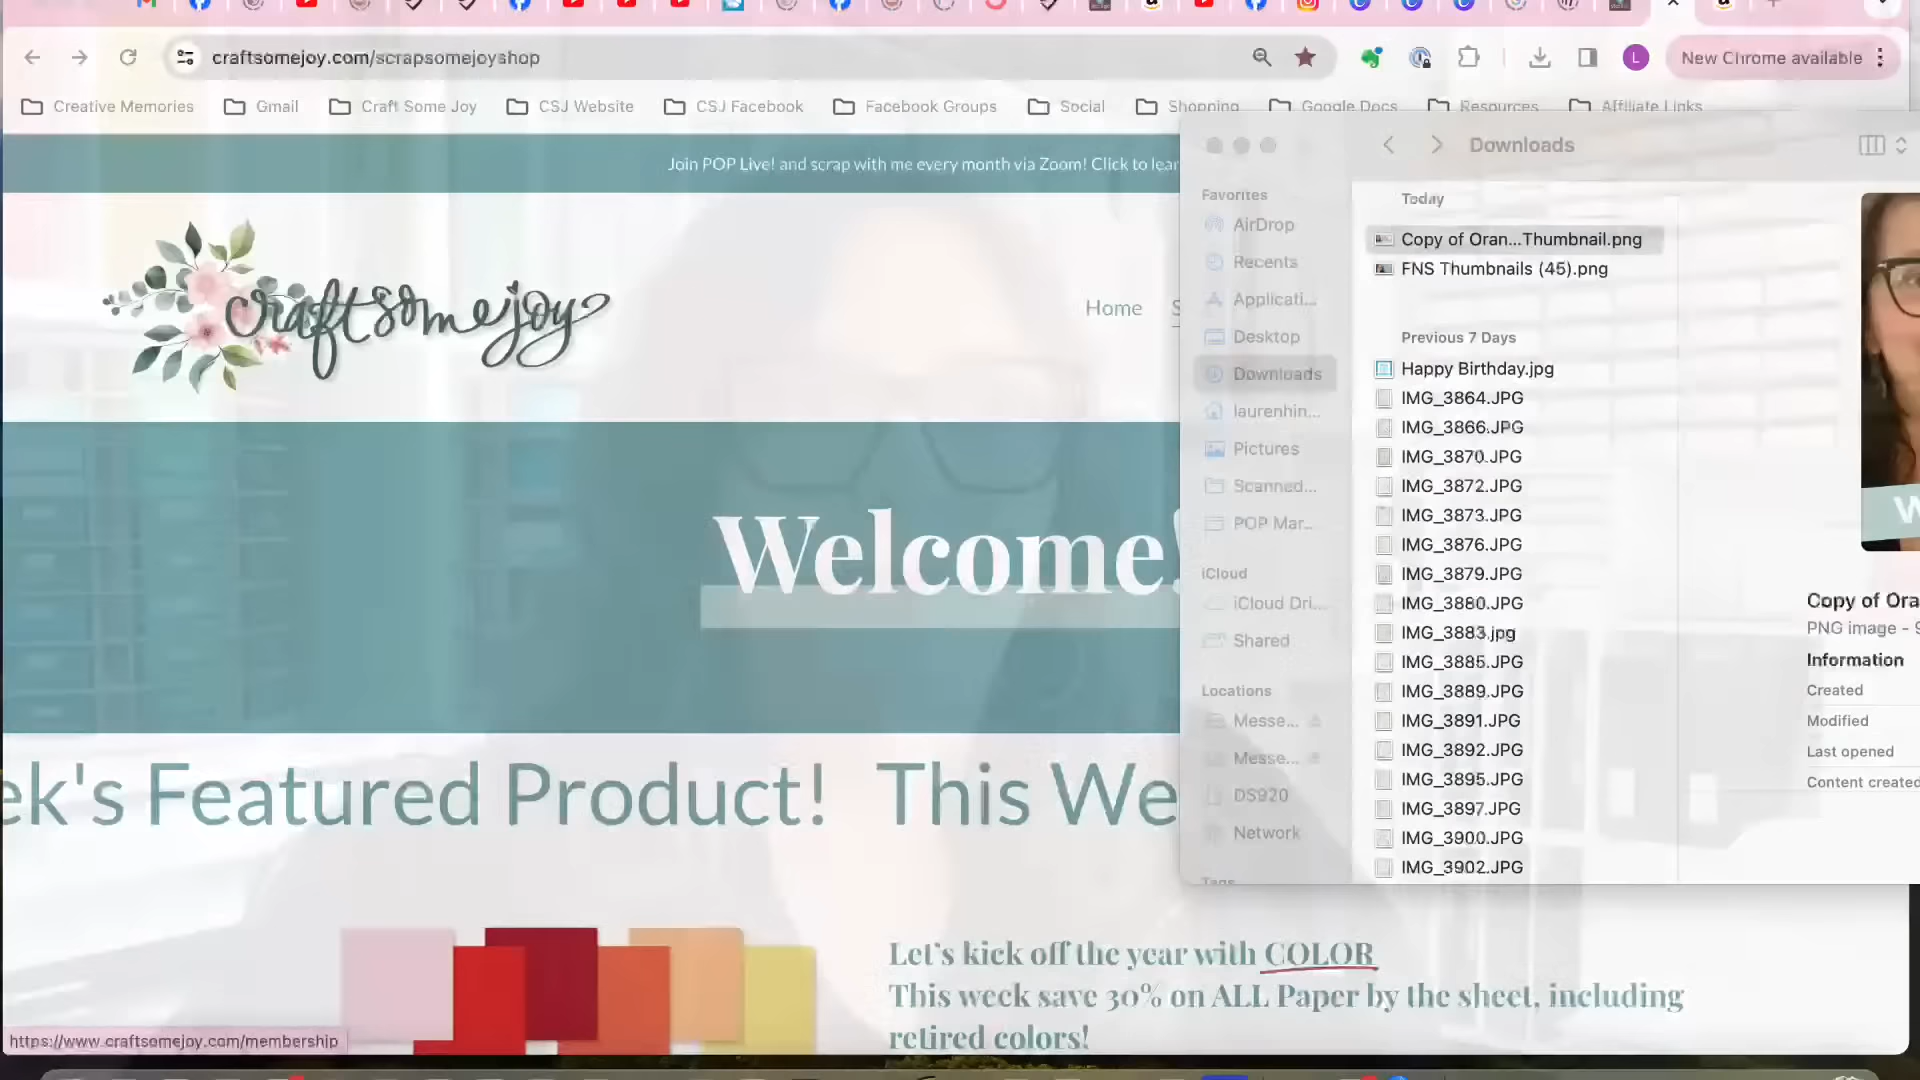 craftsomejoy.com/scrapsomejoyshop
L
New Chrome available
Creative Memories
Gmail
Craft Some Joy
CSJ Website
CSJ Facebook
Facebook Groups
Social
Shopping
Google Docs
Resources
Affiliate Links
Join POP Live! and scrap with me every month via Zoom! Click to lear
craftsomejoy
Home
S
Welcome!
ek's Featured Product! This We
Let's kick off the year with COLOR
This week save 30% on ALL Paper by the sheet, including
retired colors!
https://www.craftsomejoy.com/membership
Downloads
Favorites
AirDrop
Recents
Applicati...
Desktop
Downloads
laurenhin...
Pictures
Scanned...
POP Mar...
iCloud
iCloud Dri...
Shared
Locations
Messe...
Messe...
DS920
Network
Tags
Today
Copy of Oran...Thumbnail.png
FNS Thumbnails (45).png
Previous 7 Days
Happy Birthday.jpg
IMG_3864.JPG
IMG_3866.JPG
IMG_3870.JPG
IMG_3872.JPG
IMG_3873.JPG
IMG_3876.JPG
IMG_3879.JPG
IMG_3880.JPG
IMG_3883.jpg
IMG_3885.JPG
IMG_3889.JPG
IMG_3891.JPG
IMG_3892.JPG
IMG_3895.JPG
IMG_3897.JPG
IMG_3900.JPG
IMG_3902.JPG
W
Copy of Ora
PNG image - 9
Information
Created
Modified
Last opened
Content created